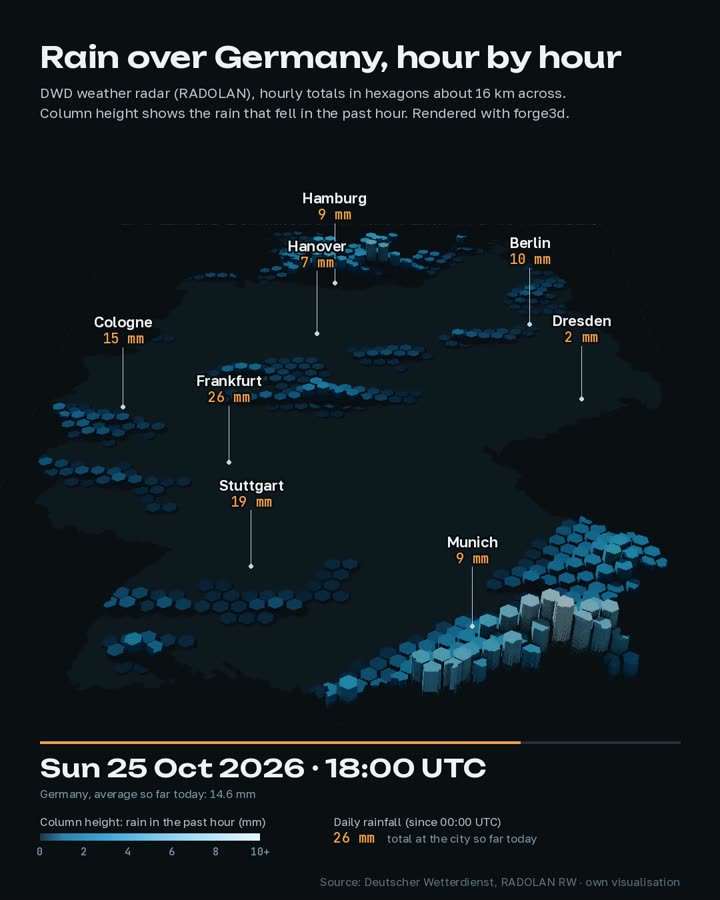 Rain over Germany, hour by hour
DWD weather radar (RADOLAN), hourly totals in hexagons about 16 km across.
Column height shows the rain that fell in the past hour. Rendered with forge3d.
Hamburg
9 mm
Hanover
7 mm
Berlin
10 mm
Cologne
15 mm
Dresden
2 mm
Frankfurt
26 mm
Stuttgart
19 mm
Munich
9 mm
Sun 25 Oct 2026 · 18:00 UTC
Germany, average so far today: 14.6 mm
Column height: rain in the past hour (mm)
0 2 4 6 8 10+
Daily rainfall (since 00:00 UTC)
26 mm total at the city so far today
Source: Deutscher Wetterdienst, RADOLAN RW · own visualisation